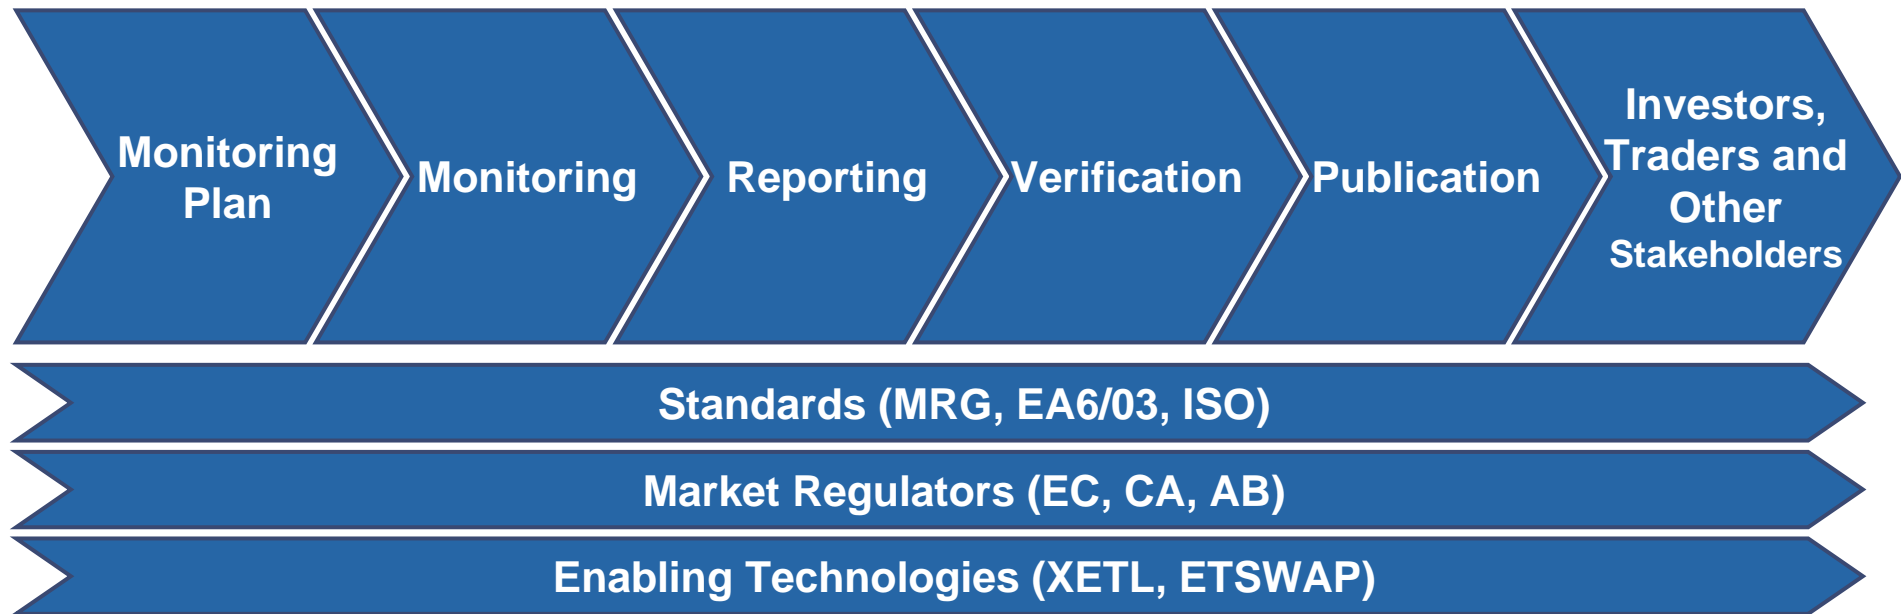 Monitoring
Plan
Monitoring
Reporting
Verification
Publication
Investors,
Traders and
Other
Stakeholders
Standards (MRG, EA6/03, ISO)
Market Regulators (EC, CA, AB)
Enabling Technologies (XETL, ETSWAP)